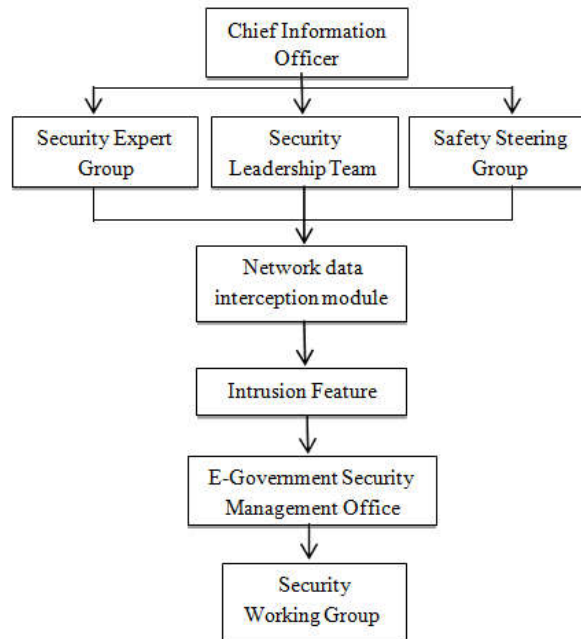 Chief Information
Officer
Security Expert
Group
Security
Leadership Team
Safety Steering
Group
Network data
interception module
Intrusion Feature
E-Government Security
Management Office
Security
Working Group